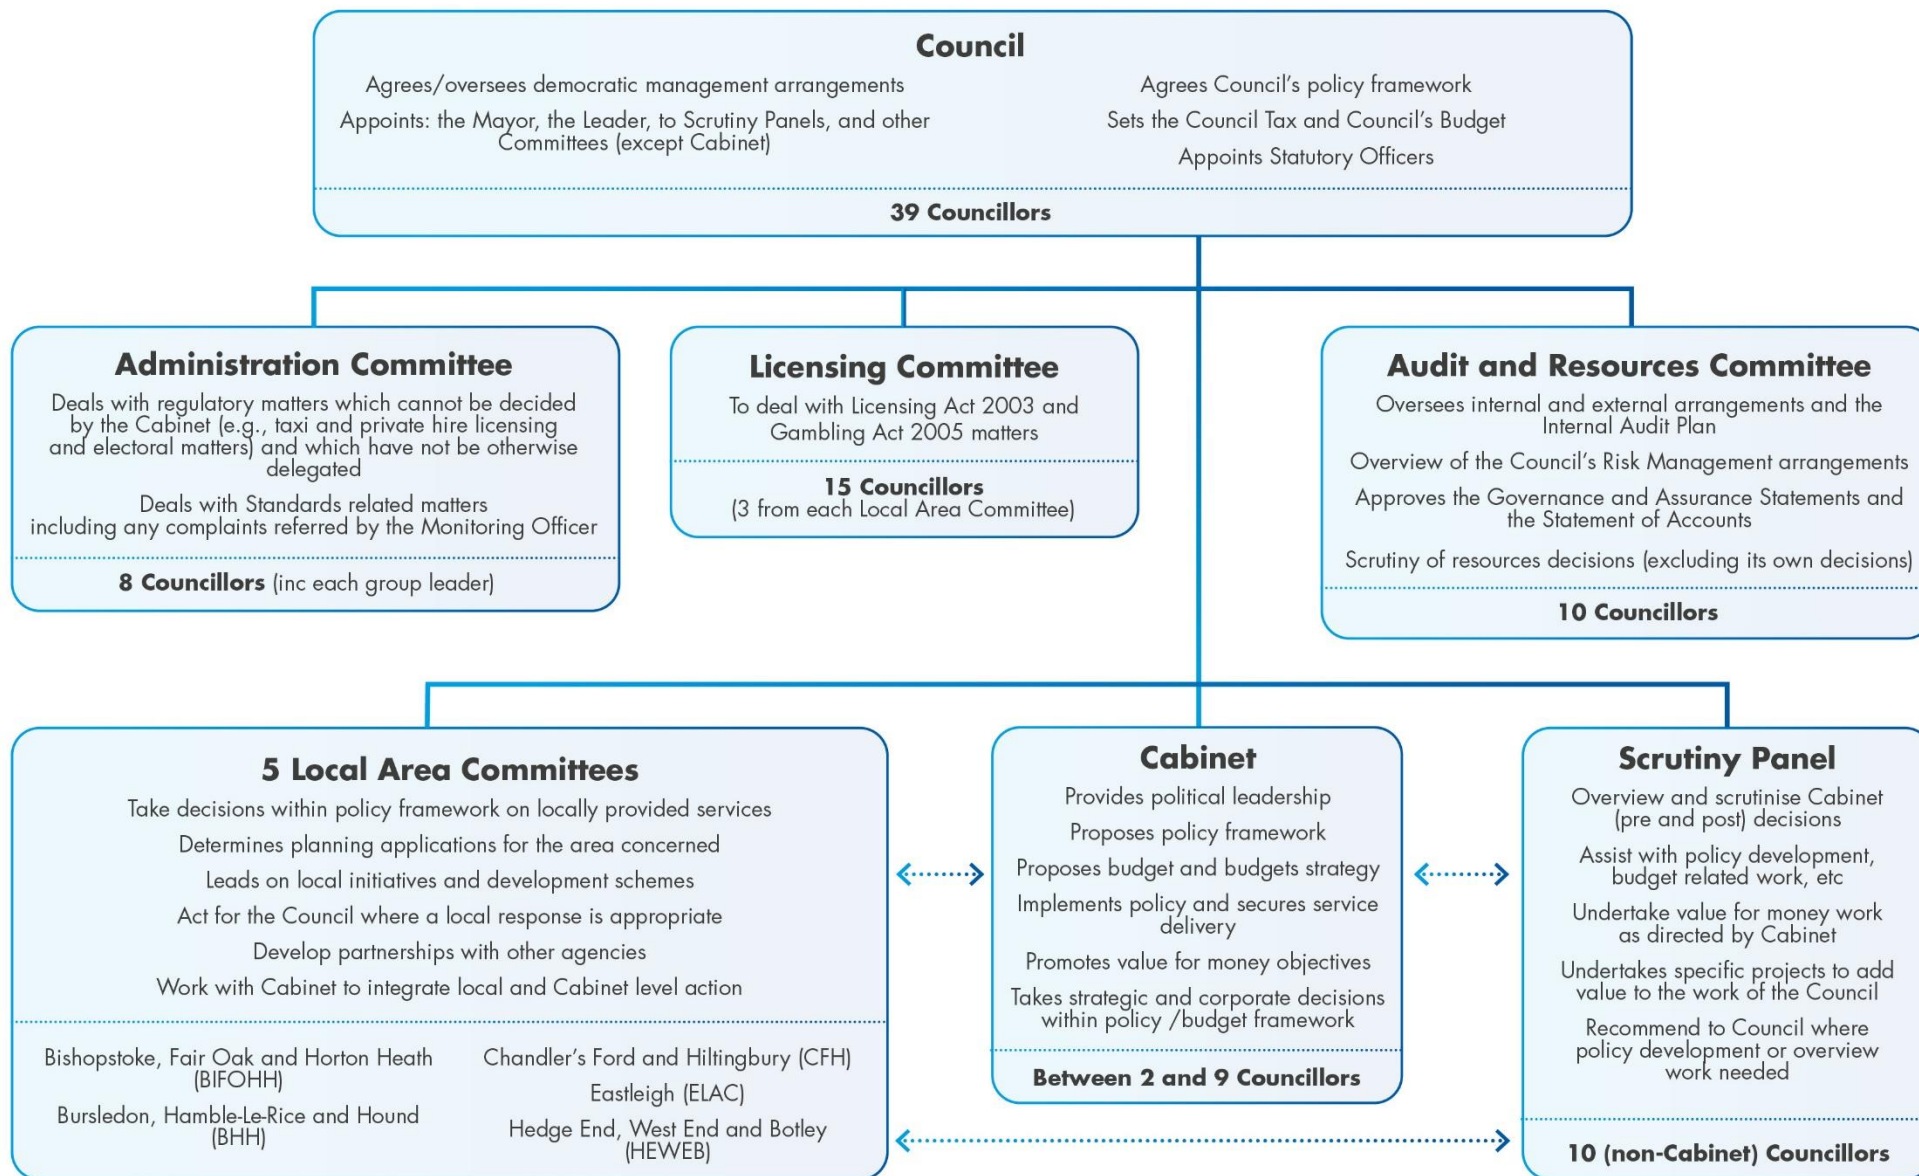 Council
Agrees/oversees democratic management arrangements
Appoints: the Mayor, the Leader, to Scrutiny Panels, and other
Committees (except Cabinet)
Agrees Council's policy framework
Sets the Council Tax and Council's Budget
Appoints Statutory Officers
39 Councillors
Administration Committee
Deals with regulatory matters which cannot be decided
by the Cabinet (e.g., taxi and private hire licensing
and electoral matters) and which have not be otherwise
delegated
Deals with Standards related matters
including any complaints referred by the Monitoring Officer
8 Councillors (inc each group leader)
Licensing Committee
To deal with Licensing Act 2003 and
Gambling Act 2005 matters
15 Councillors
(3 from each Local Area Committee)
Audit and Resources Committee
Oversees internal and external arrangements and the
Internal Audit Plan
Overview of the Council's Risk Management arrangements
Approves the Governance and Assurance Statements and
the Statement of Accounts
Scrutiny of resources decisions (excluding its own decisions)
10 Councillors
5 Local Area Committees
Take decisions within policy framework on locally provided services
Determines planning applications for the area concerned
Leads on local initiatives and development schemes
Act for the Council where a local response is appropriate
Develop partnerships with other agencies
Work with Cabinet to integrate local and Cabinet level action
Bishopstoke, Fair Oak and Horton Heath
(BIFOHH)
Bursledon, Hamble-Le-Rice and Hound
(BHH)
Chandler's Ford and Hiltingbury (CFH)
Eastleigh (ELAC)
Hedge End, West End and Botley
(HEWEB)
Cabinet
Provides political leadership
Proposes policy framework
Proposes budget and budgets strategy
Implements policy and secures service
delivery
Promotes value for money objectives
Takes strategic and corporate decisions
within policy /budget framework
Between 2 and 9 Councillors
Scrutiny Panel
Overview and scrutinise Cabinet
(pre and post) decisions
Assist with policy development,
budget related work, etc
Undertake value for money work
as directed by Cabinet
Undertakes specific projects to add
value to the work of the Council
Recommend to Council where
policy development or overview
work needed
10 (non-Cabinet) Councillors